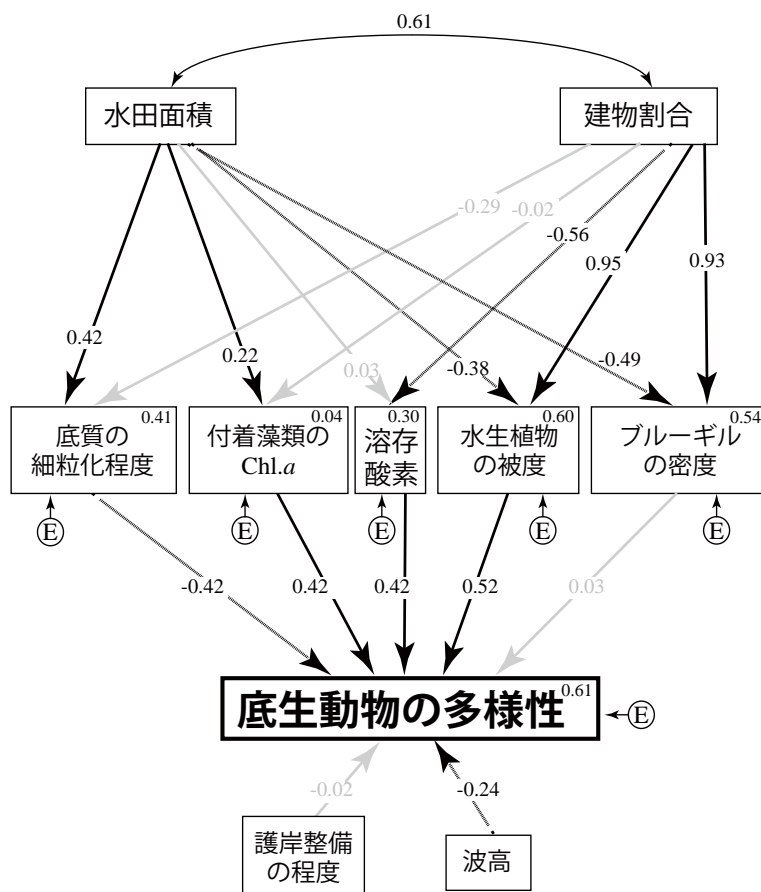 0.61
水田面積
建物割合
-0.29
-0.02
-0.56
0.95
0.93
0.42
0.22
0.03
-0.38
-0.49
0.41
底質の
細粒化程度
0.04
付着藻類の
Chl.a
0.30
溶存
酸素
0.60
水生植物
の被度
0.54
ブルーギル
の密度
E
E
E
E
E
-0.42
0.42
0.42
0.52
0.03
底生動物の多様性
0.61
E
-0.02
-0.24
護岸整備
の程度
波高